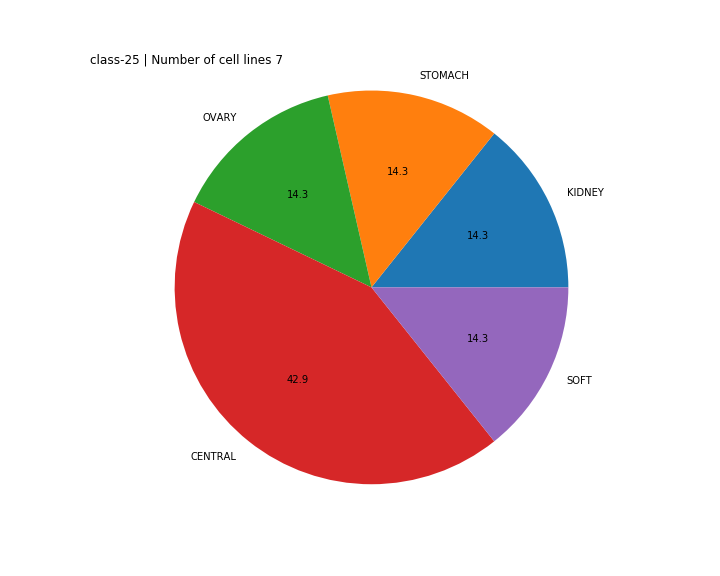 class-25 | Number of cell lines 7
STOMACH
OVARY
14.3
14.3
KIDNEY
14.3
14.3
42.9
SOFT
CENTRAL